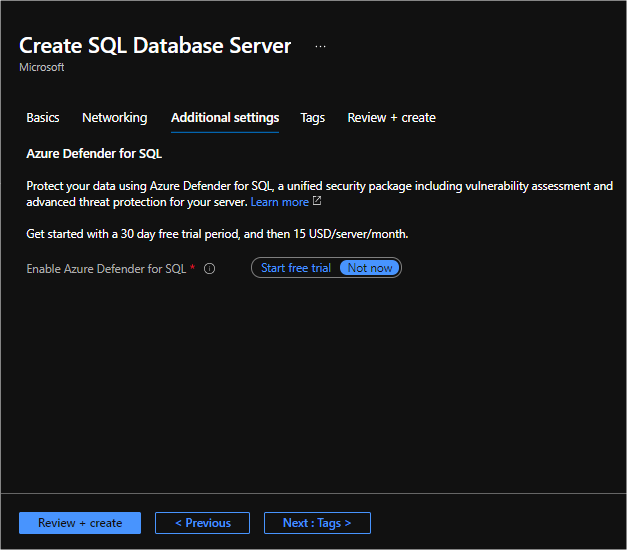 Create SQL Database Server ...
Microsoft
Basics Networking Additional settings Tags Review + create
Azure Defender for SQL
Protect your data using Azure Defender for SQL, a unified security package including vulnerability assessment and
advanced threat protection for your server. Learn more
Get started with a 30 day free trial period, and then 15 USD/server/month.
Enable Azure Defender for SQL * Start free trial Not now
Review + create < Previous Next : Tags >